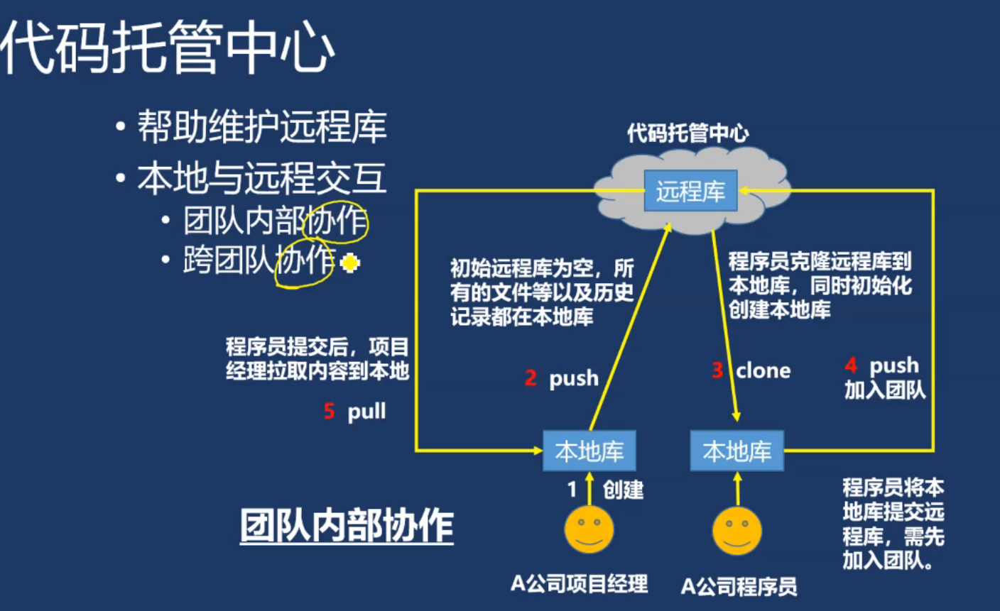 代码托管中心
• 帮助维护远程库
• 本地与远程交互
• 团队内部协作
• 跨团队协作
代码托管中心
远程库
初始远程库为空，所
有的文件等以及历史
记录都在本地库
程序员克隆远程库到
本地库，同时初始化
创建本地库
程序员提交后，项目
经理拉取内容到本地
2 push
3 clone
4 push
加入团队
5 pull
本地库
本地库
1 创建
程序员将本
地库提交远
程库，需先
加入团队。
团队内部协作
A公司项目经理
A公司程序员